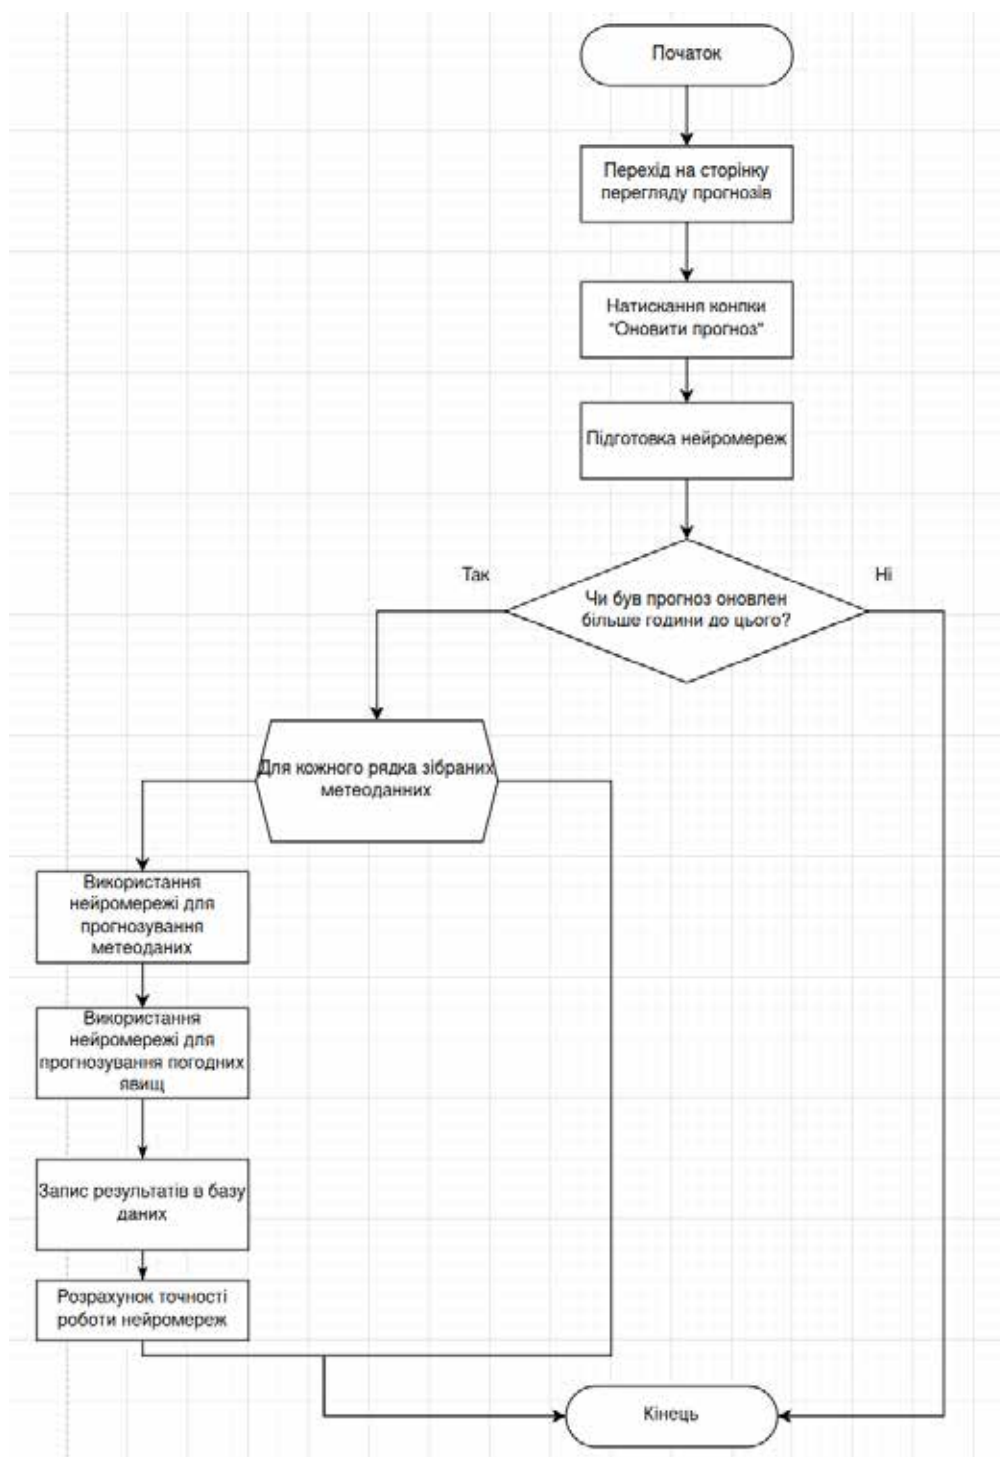 Початок
Перехід на сторінку
перегляду прогнозів
Натискання конпки
"Оновити прогноз"
Підготовка нейромереж
Так
Ні
Чи був прогноз оновлен
більше години до цього?
Для кожного рядка зібраних
метеоданних
Використання
нейромережі для
прогнозування
метеоданих
Використання
нейромережі для
прогнозування погодних
явищ
Запис результатів в базу
даних
Розрахунок точності
роботи нейромереж
Кінець